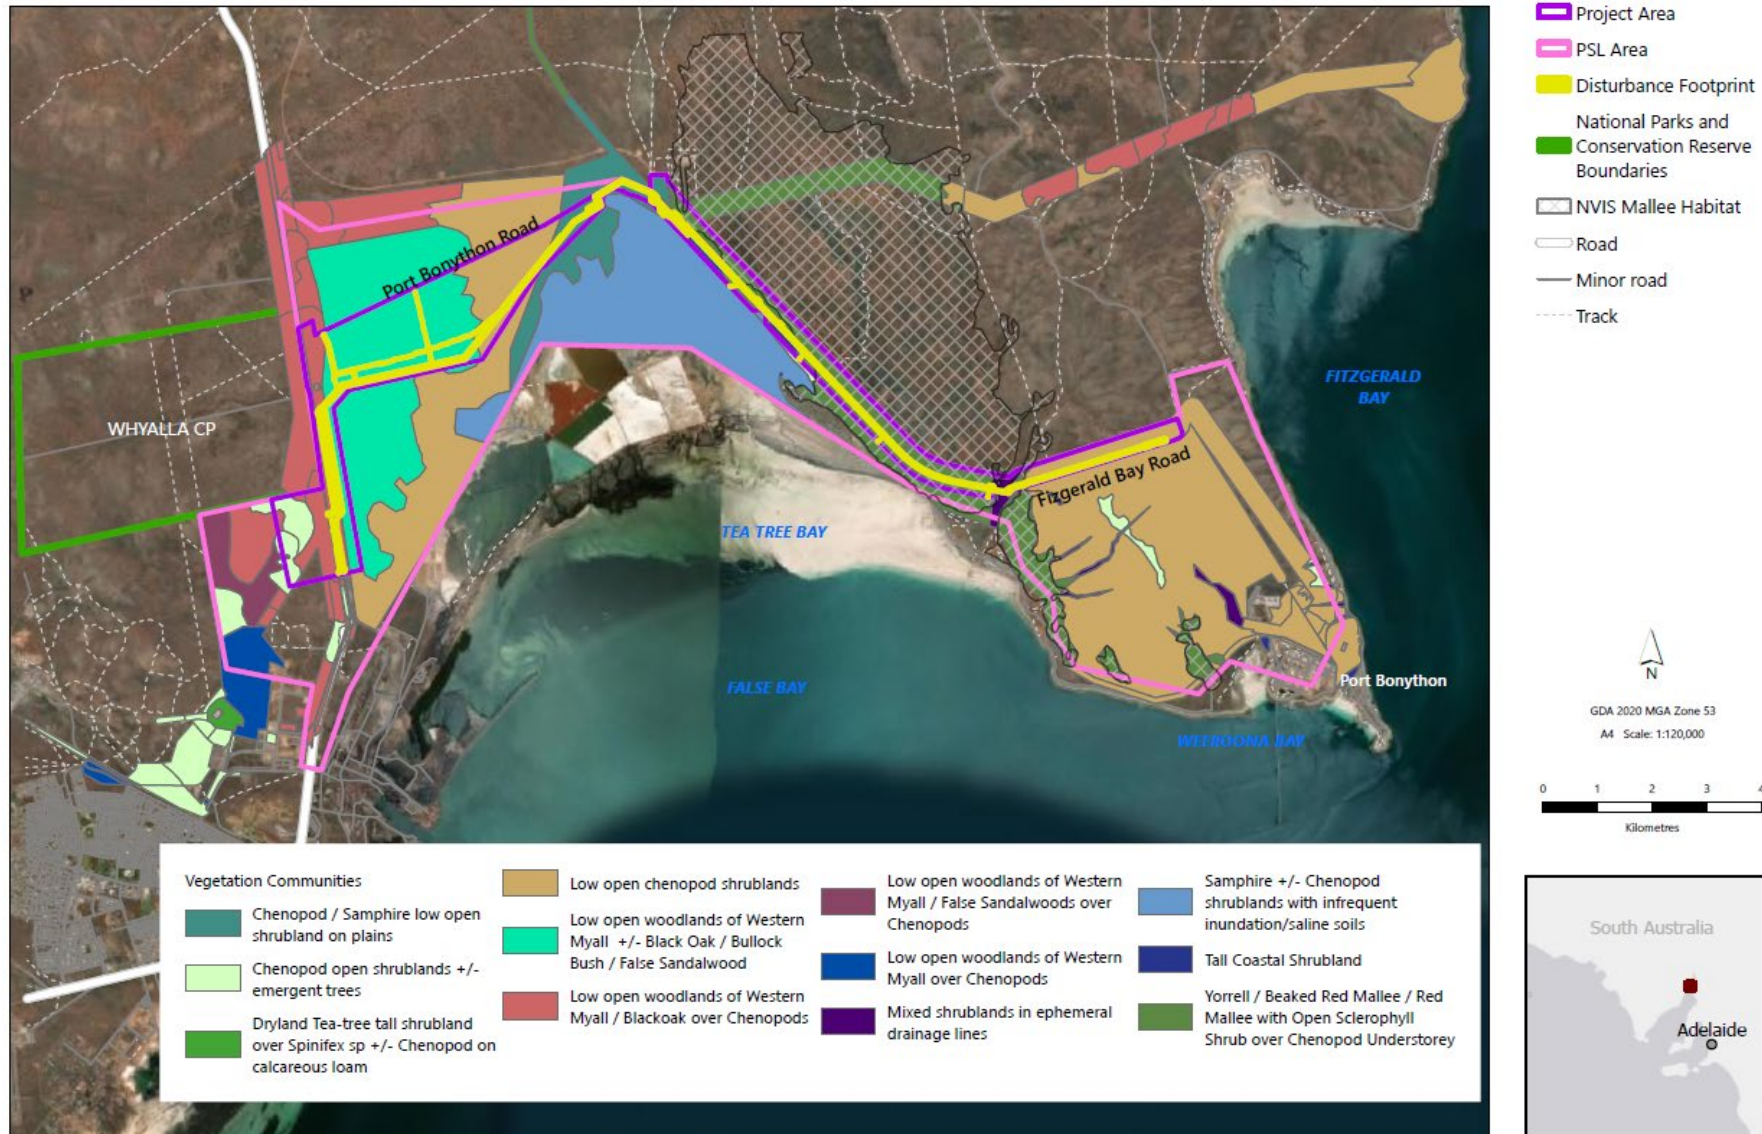 Port Bonython Road
WHYALLA CP
Fizgerald Bay Road
FITZGERALD
BAY
TEA TREE BAY
FALSE BAY
WEEROONA BAY
Port Bonython
Project Area
PSL Area
Disturbance Footprint
National Parks and
Conservation Reserve
Boundaries
NVIS Mallee Habitat
Road
Minor road
Track
N
GDA 2020 MGA Zone 53
A4 Scale: 1:120,000
0 1 2 3 4
Kilometres
South Australia
Adelaide
Vegetation Communities
Chenopod / Samphire low open
shrubland on plains
Chenopod open shrublands +/-
emergent trees
Dryland Tea-tree tall shrubland
over Spinifex sp +/- Chenopod on
calcareous loam
Low open chenopod shrublands
Low open woodlands of Western
Myall +/- Black Oak / Bullock
Bush / False Sandalwood
Low open woodlands of Western
Myall / Blackoak over Chenopods
Low open woodlands of Western
Myall / False Sandalwoods over
Chenopods
Low open woodlands of Western
Myall over Chenopods
Mixed shrublands in ephemeral
drainage lines
Samphire +/- Chenopod
shrublands with infrequent
inundation/saline soils
Tall Coastal Shrubland
Yorrell / Beaked Red Mallee / Red
Mallee with Open Sclerophyll
Shrub over Chenopod Understorey